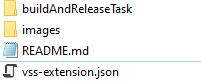 buildAndReleaseTask
images
README.md
vss-extension.json